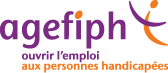 agefiph
ouvrir l'emploi
aux personnes handicapées